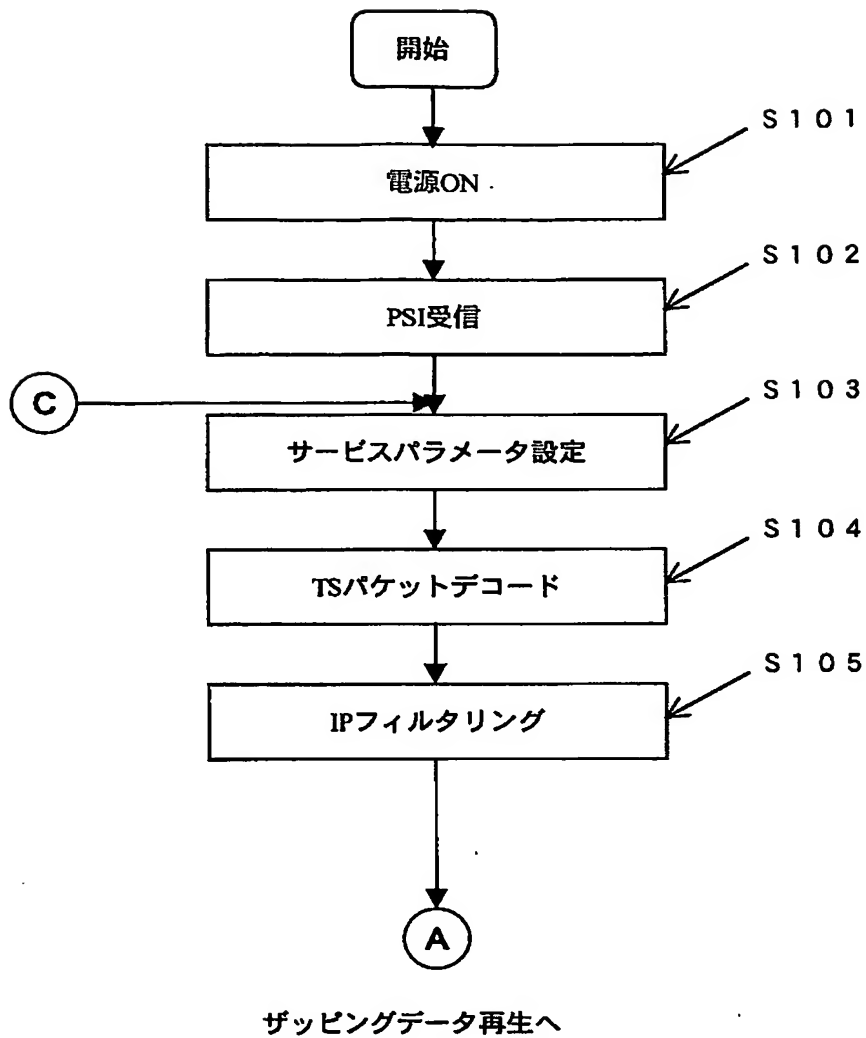 開始
S101
電源ON
S102
PSI受信
C
S103
サービスパラメータ設定
S104
TSパケットデコード
S105
IPフィルタリング
A
ザッピングデータ再生へ